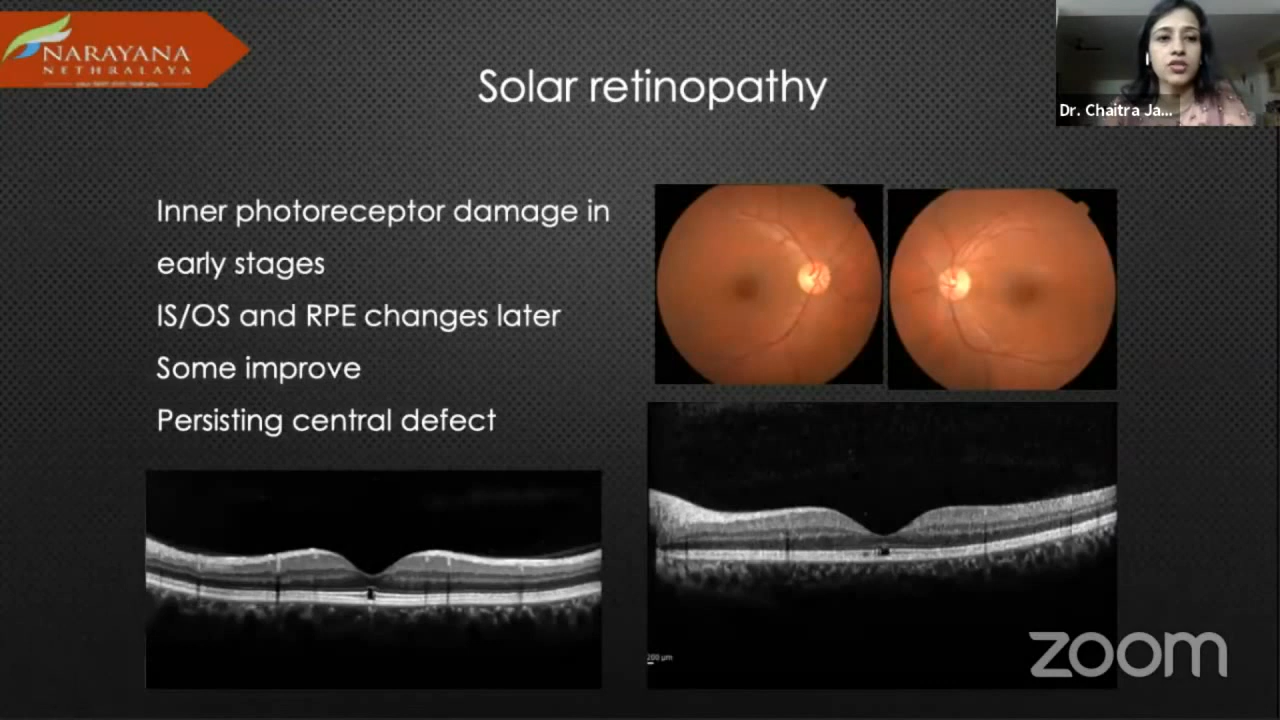 NARAYANA
NETHRALAYA
Solar retinopathy
Dr. Chaitra Ja...
Inner photoreceptor damage in
early stages
IS/OS and RPE changes later
Some improve
Persisting central defect
200 µm
zoom